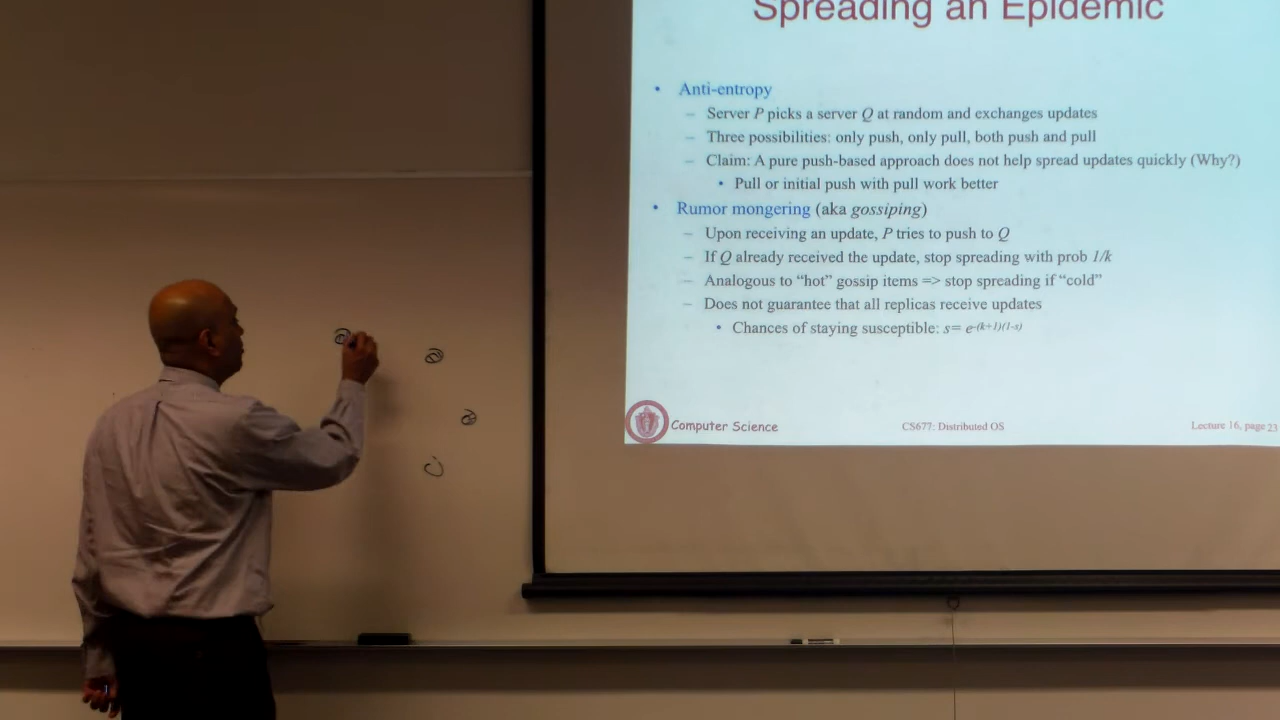 Spreading an Epidemic
• Anti-entropy
– Server P picks a server Q at random and exchanges updates
– Three possibilities: only push, only pull, both push and pull
– Claim: A pure push-based approach does not help spread updates quickly (Why?)
• Pull or initial push with pull work better
• Rumor mongering (aka gossiping)
– Upon receiving an update, P tries to push to Q
– If Q already received the update, stop spreading with prob 1/k
– Analogous to “hot” gossip items => stop spreading if “cold”
– Does not guarantee that all replicas receive updates
• Chances of staying susceptible: s= e-(k+1)(1-s)
Computer Science
CS677: Distributed OS
Lecture 16, page 23